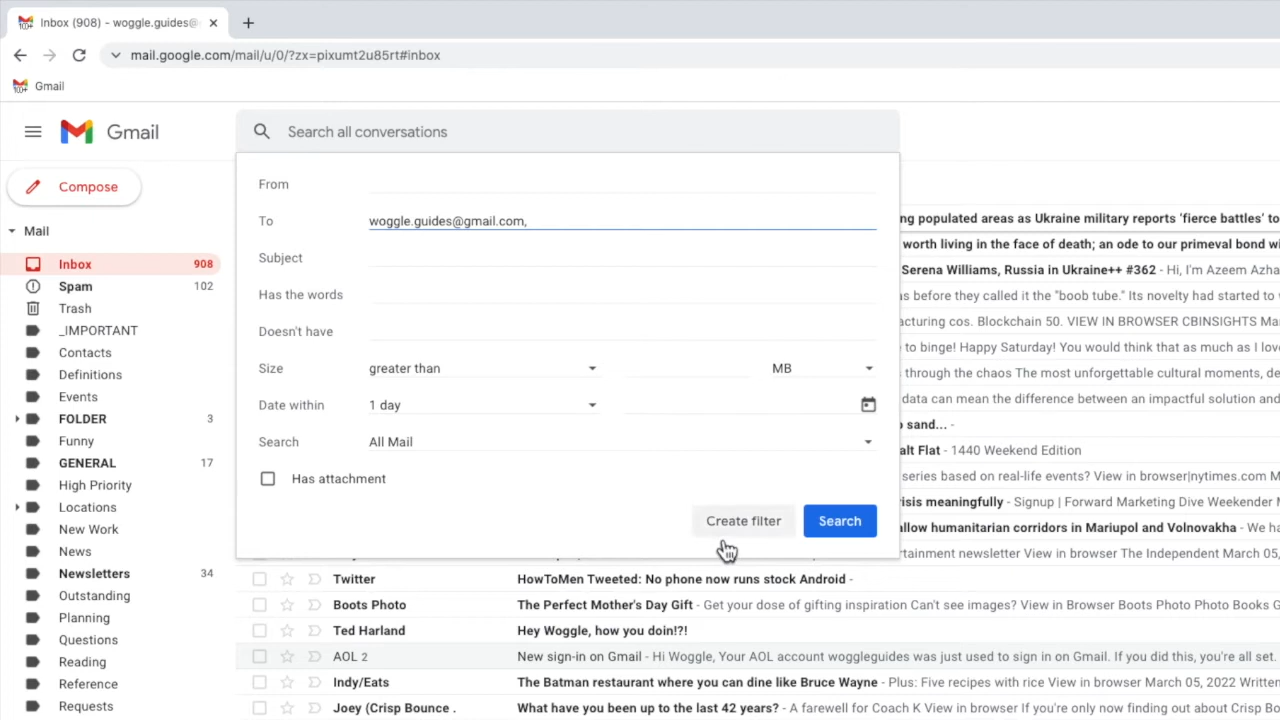 Inbox (908) - woggle.guides@
mail.google.com/mail/u/0/?zx=pixumt2u85rt#inbox
Gmail
Gmail
Search all conversations
Compose
Mail
Inbox 908
Spam 102
Trash
_IMPORTANT
Contacts
Definitions
Events
FOLDER 3
Funny
GENERAL 17
High Priority
Locations
New Work
News
Newsletters 34
Outstanding
Planning
Questions
Reading
Reference
Requests
From
To woggle.guides@gmail.com,
Subject
Has the words
Doesn't have
Size greater than MB
Date within 1 day
Search All Mail
Has attachment
Create filter Search
ng populated areas as Ukraine military reports 'fierce battles' to
worth living in the face of death; an ode to our primeval bond wi
Serena Williams, Russia in Ukraine++ #362 - Hi, I'm Azeem Azha
s before they called it the "boob tube." Its novelty had started to
acturing cos. Blockchain 50. VIEW IN BROWSER CBINSIGHTS Ma
to binge! Happy Saturday! You would think that as much as I love
through the chaos The most unforgettable cultural moments, de
data can mean the difference between an impactful solution and
sand... -
alt Flat - 1440 Weekend Edition
series based on real-life events? View in browser|nytimes.com M
risis meaningfully - Signup | Forward Marketing Dive Weekender M
allow humanitarian corridors in Mariupol and Volnovakha - We ha
rtainment newsletter View in browser The Independent March 05,
Twitter HowToMen Tweeted: No phone now runs stock Android -
Boots Photo The Perfect Mother's Day Gift - Get your dose of gifting inspiration Can't see images? View in Browser Boots Photo Photo Books G
Ted Harland Hey Woggle, how you doin!?!
AOL 2 New sign-in on Gmail - Hi Woggle, Your AOL account woggleguides was just used to sign in on Gmail. If you did this, you're all set.
Indy/Eats The Batman restaurant where you can dine like Bruce Wayne - Plus: Five recipes with rice View in browser March 05, 2022 Written
Joey (Crisp Bounce . What have you been up to the last 42 years? - A farewell for Coach K View in browser If you're only now finding out about Crisp B